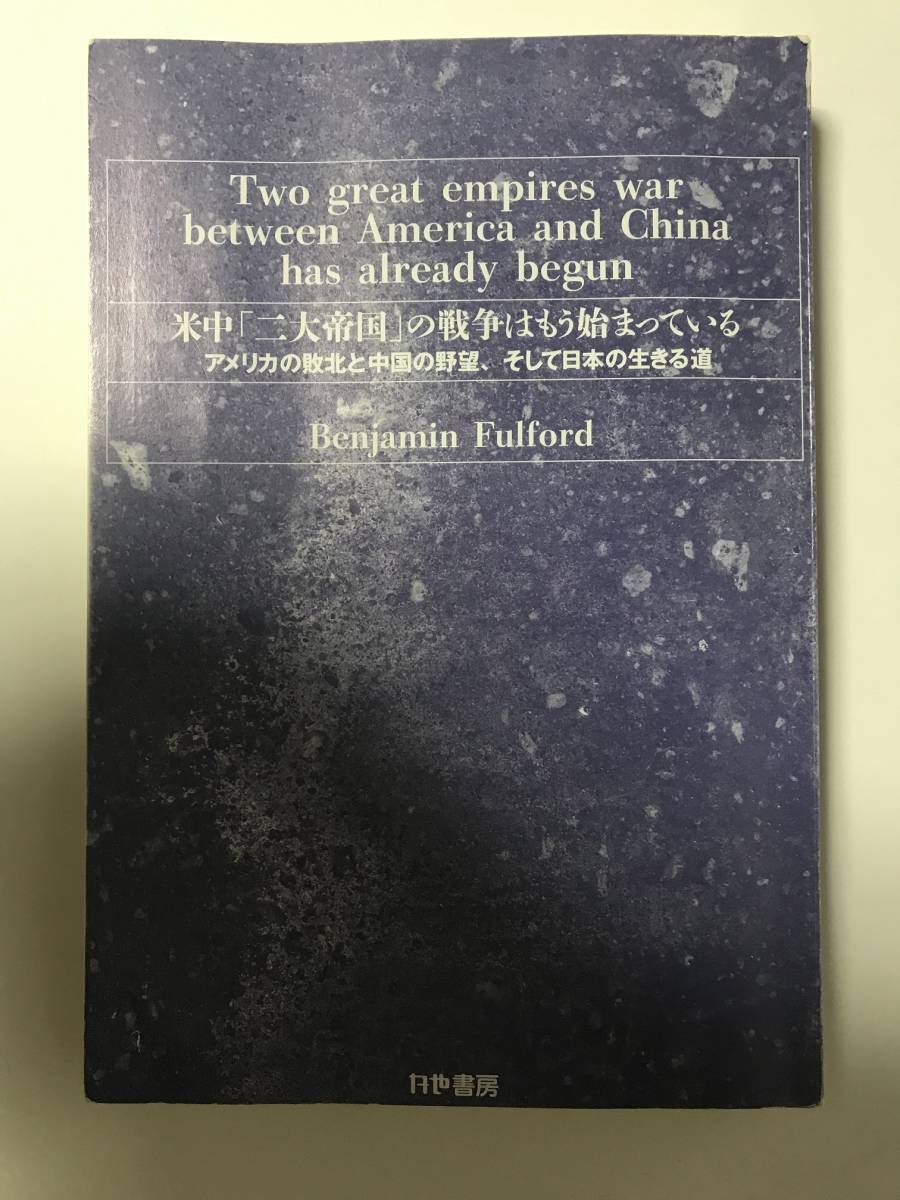 Two great empires war
between America and China
has already begun
米中「二大帝国」の戦争はもう始まっている
アメリカの敗北と中国の野望、そして日本の生きる道
Benjamin Fulford
かや書房